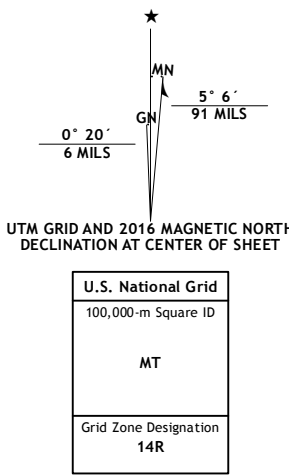 MN
GN
5° 6´
91 MILS
0° 20´
6 MILS
UTM GRID AND 2016 MAGNETIC NORTH
DECLINATION AT CENTER OF SHEET
U.S. National Grid
100,000-m Square ID
MT
Grid Zone Designation
14R